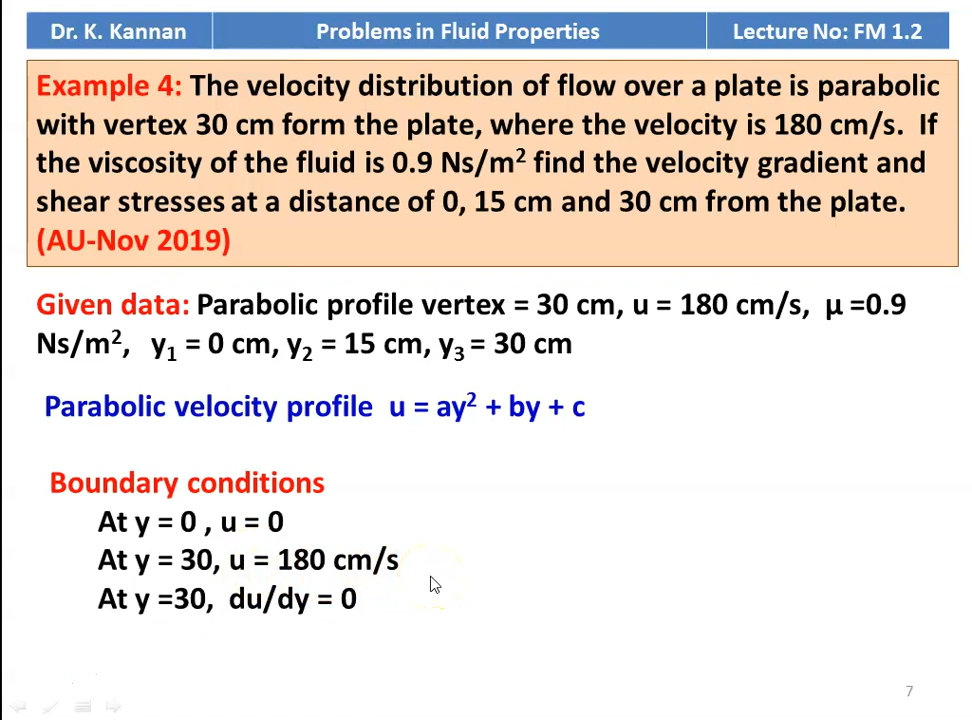 Dr. K. Kannan
Problems in Fluid Properties
Lecture No: FM 1.2
Example 4: The velocity distribution of flow over a plate is parabolic
with vertex 30 cm form the plate, where the velocity is 180 cm/s. If
the viscosity of the fluid is 0.9 Ns/m² find the velocity gradient and
shear stresses at a distance of 0, 15 cm and 30 cm from the plate.
(AU-Nov 2019)
Given data: Parabolic profile vertex = 30 cm, u = 180 cm/s, μ =0.9
Ns/m², y₁ = 0 cm, y₂ = 15 cm, y₃ = 30 cm
Parabolic velocity profile u = ay² + by + c
Boundary conditions
At y = 0 , u = 0
At y = 30, u = 180 cm/s
At y =30, du/dy = 0
7